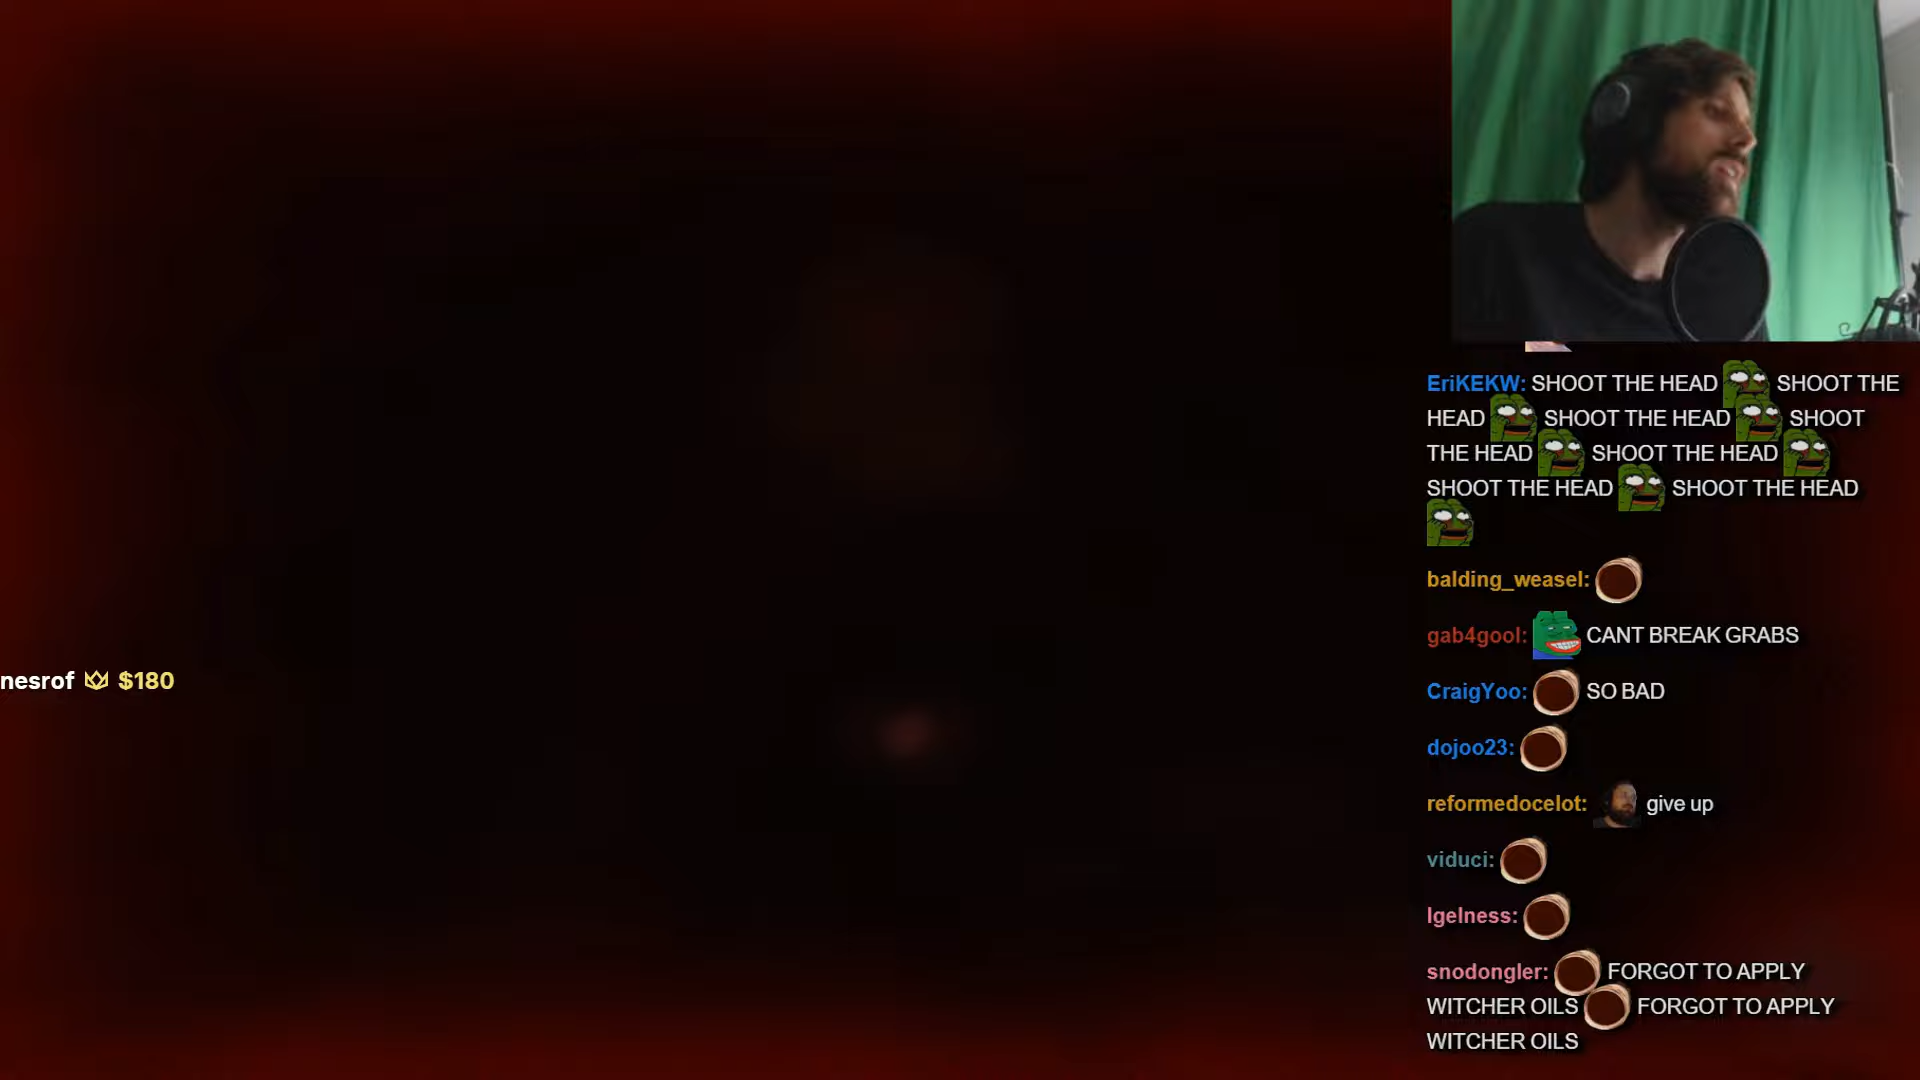 EriKEKW: SHOOT THE HEAD SHOOT THE
HEAD SHOOT THE HEAD SHOOT
THE HEAD SHOOT THE HEAD
SHOOT THE HEAD SHOOT THE HEAD
balding_weasel:
gab4gool: CANT BREAK GRABS
CraigYoo: SO BAD
nesrof $180
dojoo23:
reformedocelot: give up
viduci:
lgelness:
snodongler: FORGOT TO APPLY
WITCHER OILS FORGOT TO APPLY
WITCHER OILS